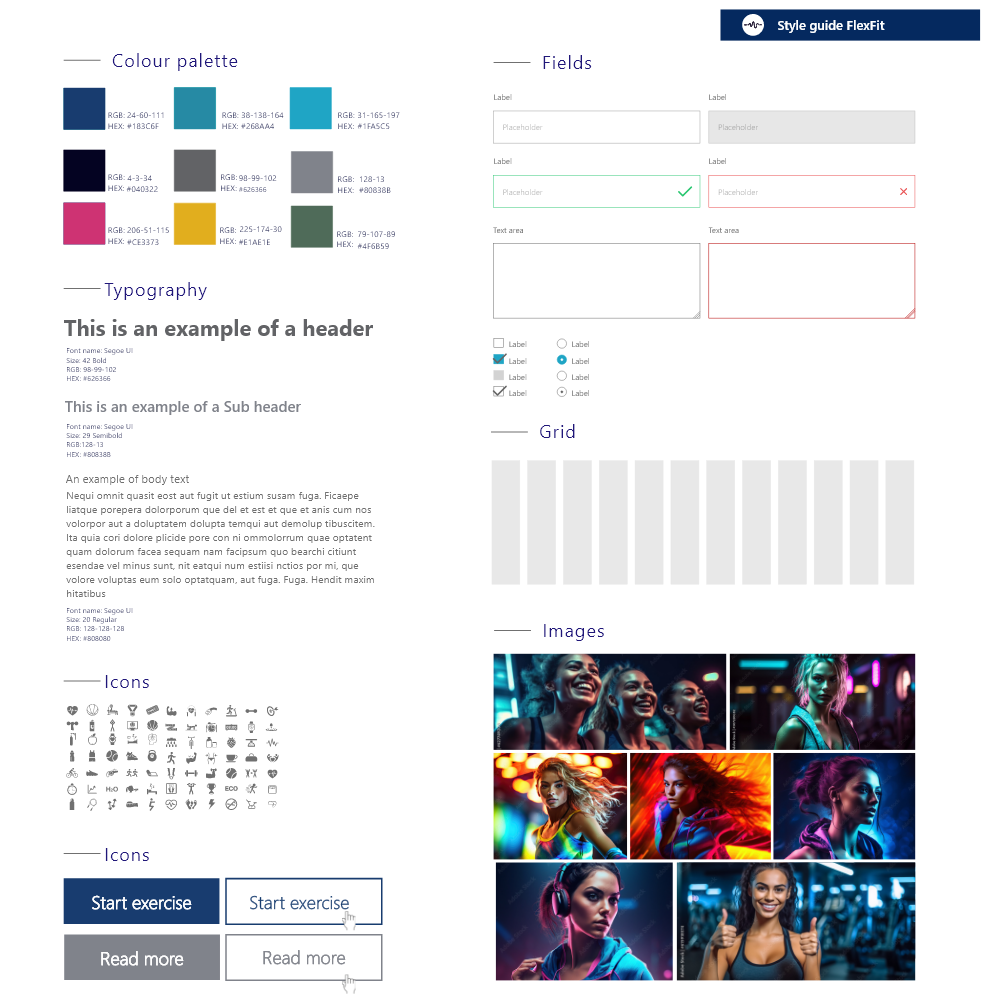 Style guide FlexFit
Colour palette
RGB: 24-60-111
HEX: #183C6F
RGB: 38-138-164
HEX: #268AA4
RGB: 31-165-197
HEX: #1FA5C5
RGB: 4-3-34
HEX: #040322
RGB: 98-99-102
HEX: #626366
RGB: 128-13
HEX: #80838B
RGB: 206-51-115
HEX: #CE3373
RGB: 225-174-30
HEX: #E1AE1E
RGB: 79-107-89
HEX: #4F6B59
Typography
This is an example of a header
Font name: Segoe UI
Size: 42 Bold
RGB: 98-99-102
HEX: #626366
This is an example of a Sub header
Font name: Segoe UI
Size: 29 Semibold
RGB:128-13
HEX: #80838B
An example of body text
Nequi omnit quasit eost aut fugit ut estium susam fuga. Ficaepe
liatque porepera dolorporum que del et est et que et anis cum nos
volorpor aut a doluptatem dolupta temqui aut demolup tibuscitem.
Ita quia cori dolore plicide pore con ni ommolorrum quae optatent
quam dolorum facea sequam nam facipsum quo bearchi citiunt
esendae vel minus sunt, nit eatqui num estiisi nctios por mi, que
volore voluptas eum solo optatquam, aut fuga. Fuga. Hendit maxim
hitatibus
Font name: Segoe UI
Size: 20 Regular
RGB: 128-128-128
HEX: #808080
Icons
H₂O
ECO
Icons
Start exercise
Start exercise
Read more
Read more
Fields
Label
Label
Placeholder
Placeholder
Label
Label
Placeholder
Placeholder
Text area
Text area
Label
Label
Label
Label
Label
Label
Label
Label
Grid
Images